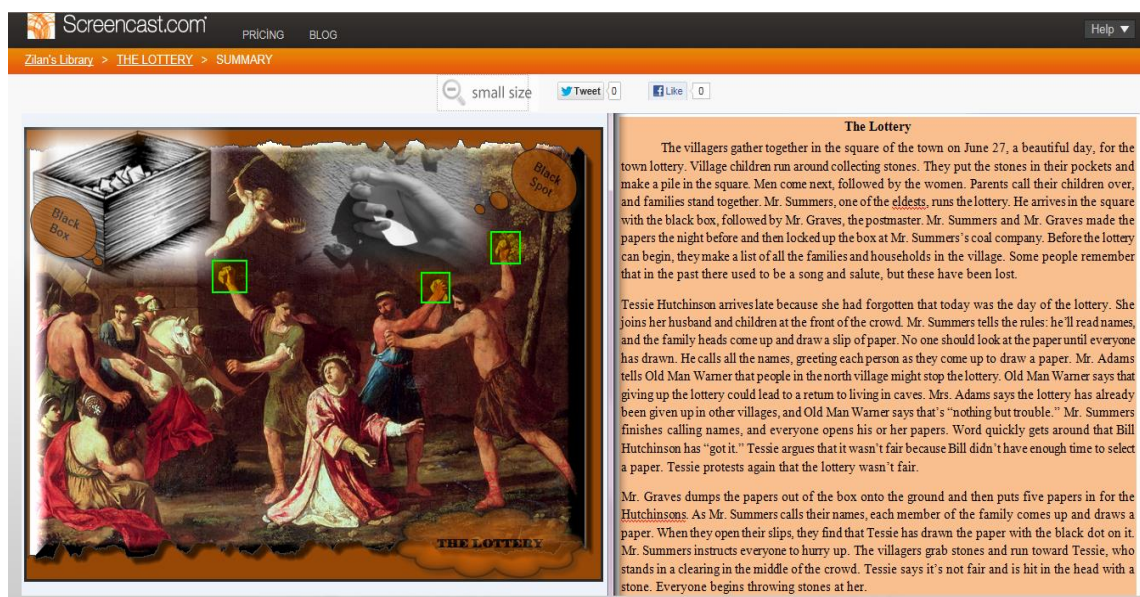 Screencast.com
PRİCİNG
BLOG
Help
Zilan's Library > THE LOTTERY > SUMMARY
small size
Tweet
0
Like
0
Black
Box
Black
Spot
THE LOTTERY
The Lottery
The villagers gather together in the square of the town on June 27, a beautiful day, for the
town lottery. Village children run around collecting stones. They put the stones in their pockets and
make a pile in the square. Men come next, followed by the women. Parents call their children over,
and families stand together. Mr. Summers, one of the eldests, runs the lottery. He arrives in the square
with the black box, followed by Mr. Graves, the postmaster. Mr. Summers and Mr. Graves made the
papers the night before and then locked up the box at Mr. Summers's coal company. Before the lottery
can begin, they make a list of all the families and households in the village. Some people remember
that in the past there used to be a song and salute, but these have been lost.
Tessie Hutchinson arrives late because she had forgotten that today was the day of the lottery. She
joins her husband and children at the front of the crowd. Mr. Summers tells the rules: he'll read names,
and the family heads come up and draw a slip of paper. No one should look at the paper until everyone
has drawn. He calls all the names, greeting each person as they come up to draw a paper. Mr. Adams
tells Old Man Warner that people in the north village might stop the lottery. Old Man Warner says that
giving up the lottery could lead to a return to living in caves. Mrs. Adams says the lottery has already
been given up in other villages, and Old Man Warner says that's “nothing but trouble.” Mr. Summers
finishes calling names, and everyone opens his or her papers. Word quickly gets around that Bill
Hutchinson has “got it.” Tessie argues that it wasn't fair because Bill didn't have enough time to select
a paper. Tessie protests again that the lottery wasn't fair.
Mr. Graves dumps the papers out of the box onto the ground and then puts five papers in for the
Hutchinsons. As Mr. Summers calls their names, each member of the family comes up and draws a
paper. When they open their slips, they find that Tessie has drawn the paper with the black dot on it.
Mr. Summers instructs everyone to hurry up. The villagers grab stones and run toward Tessie, who
stands in a clearing in the middle of the crowd. Tessie says it's not fair and is hit in the head with a
stone. Everyone begins throwing stones at her.